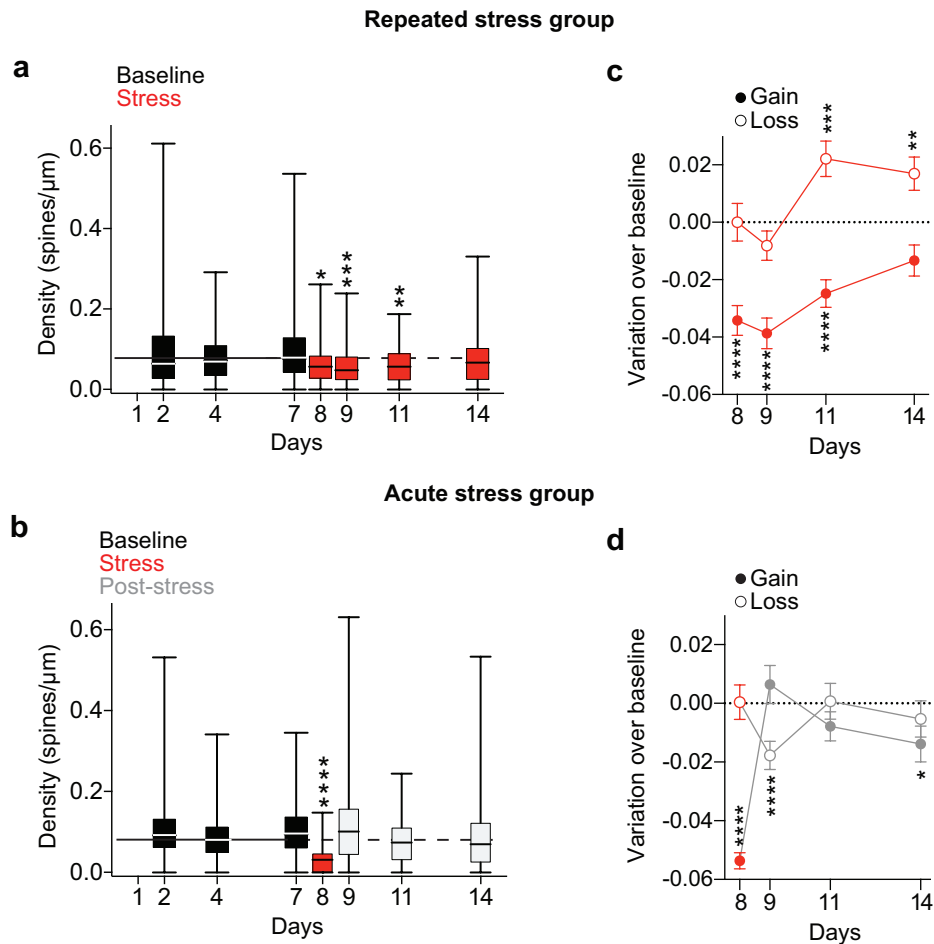 Repeated stress group
a
Baseline
Stress
Density (spines/μm)
0.6
0.4
0.2
0.0
*
***
**
1 2 4 7 8 9 11 14
Days
c
Gain
Loss
Variation over baseline
0.02
0.00
-0.02
-0.04
-0.06
***
**
****
****
****
8 9 11 14
Days
Acute stress group
b
Baseline
Stress
Post-stress
Density (spines/μm)
0.6
0.4
0.2
0.0
****
1 2 4 7 8 9 11 14
Days
d
Gain
Loss
Variation over baseline
0.02
0.00
-0.02
-0.04
-0.06
****
****
*
8 9 11 14
Days